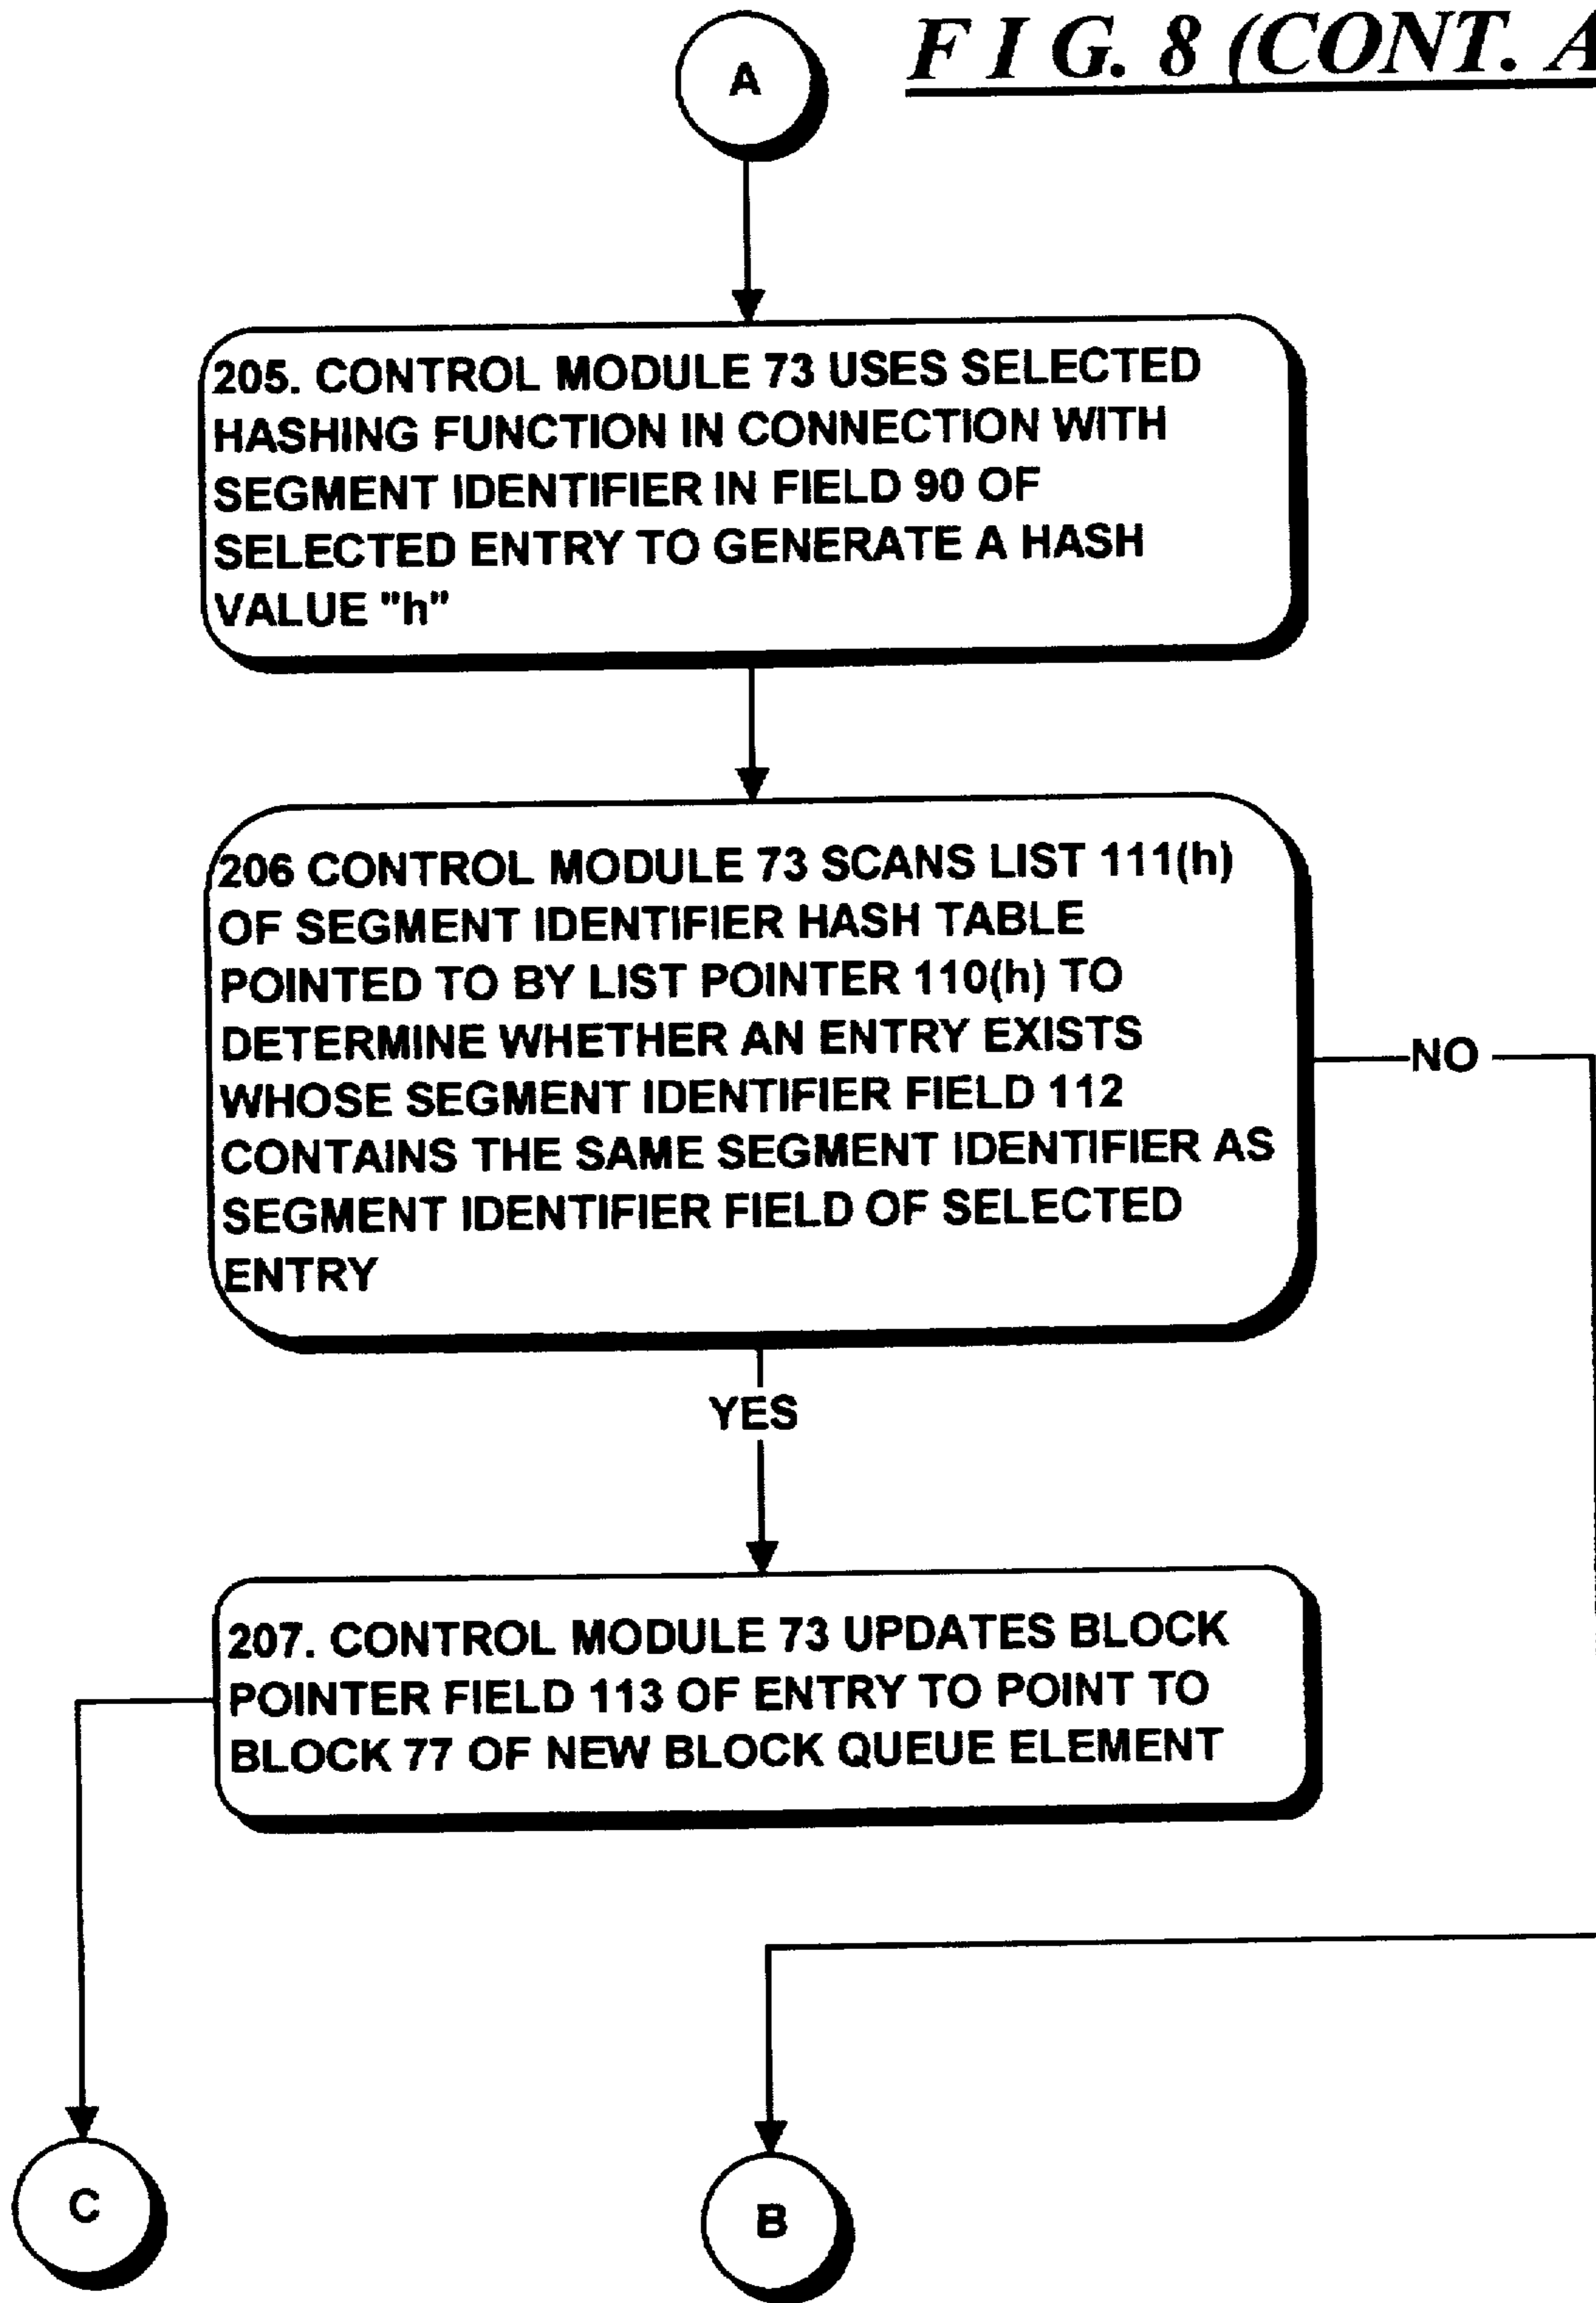 A
F I G. 8 (CONT. A
205. CONTROL MODULE 73 USES SELECTED
HASHING FUNCTION IN CONNECTION WITH
SEGMENT IDENTIFIER IN FIELD 90 OF
SELECTED ENTRY TO GENERATE A HASH
VALUE "h"
206 CONTROL MODULE 73 SCANS LIST 111(h)
OF SEGMENT IDENTIFIER HASH TABLE
POINTED TO BY LIST POINTER 110(h) TO
DETERMINE WHETHER AN ENTRY EXISTS
WHOSE SEGMENT IDENTIFIER FIELD 112
CONTAINS THE SAME SEGMENT IDENTIFIER AS
SEGMENT IDENTIFIER FIELD OF SELECTED
ENTRY
NO
YES
207. CONTROL MODULE 73 UPDATES BLOCK
POINTER FIELD 113 OF ENTRY TO POINT TO
BLOCK 77 OF NEW BLOCK QUEUE ELEMENT
C
B